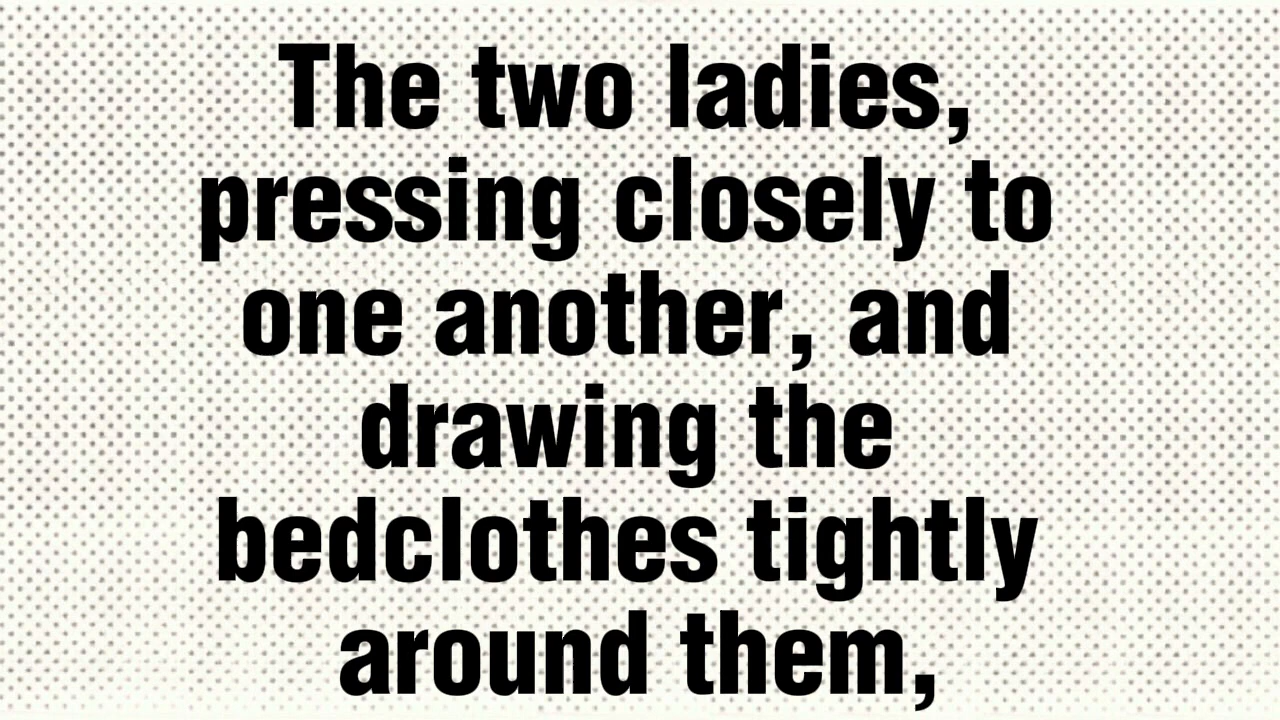 The two ladies,
pressing closely to
one another, and
drawing the
bedclothes tightly
around them,